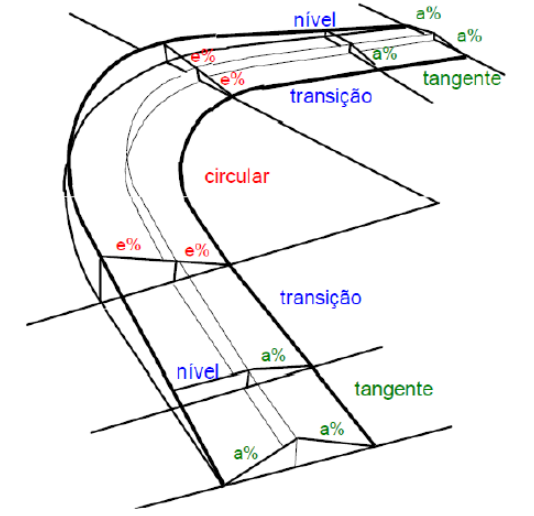 nível
a%
a%
e%
a%
e%
tangente
transição
circular
e%
e%
transição
a%
nível
tangente
a%
a%